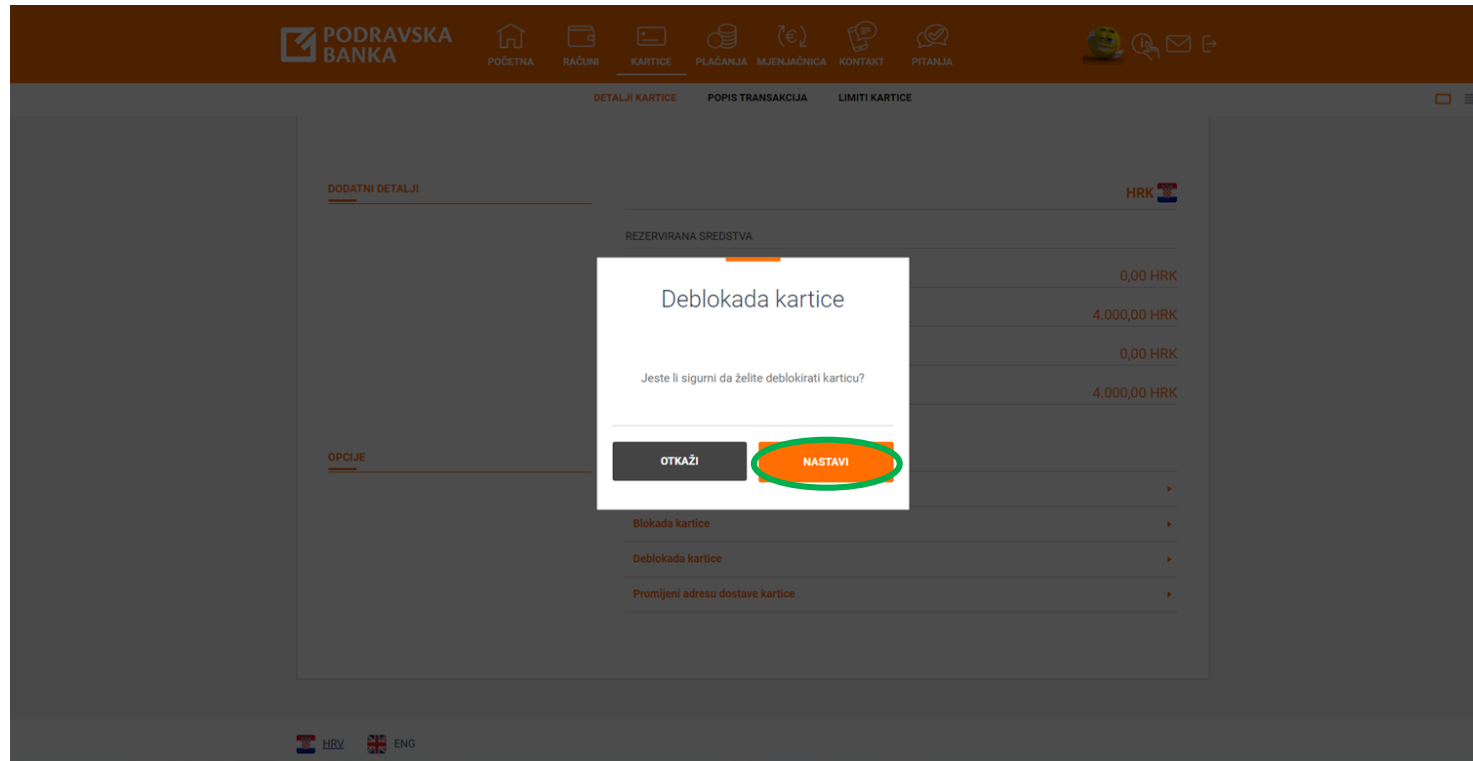 PODRAVSKA
BANKA
POČETNA RAČUNI KARTICE PLAĆANJA MJENJAČNICA KONTAKT PITANJA
DETALJI KARTICE POPIS TRANSAKCIJA LIMITI KARTICE
DODATNI DETALJI
HRK
REZERVIRANA SREDSTVA
0,00 HRK
Deblokada kartice
4.000,00 HRK
0,00 HRK
Jeste li sigurni da želite deblokirati karticu?
4.000,00 HRK
OPCIJE
OTKAŽI NASTAVI
Blokada kartice
Deblokada kartice
Promijeni adresu dostave kartice
HRV ENG